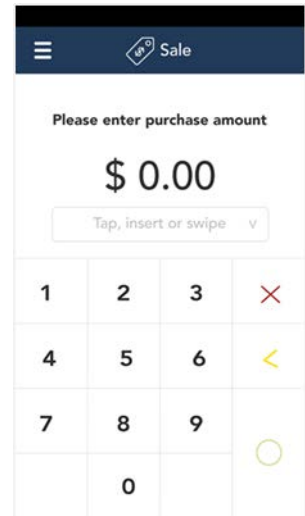 Sale
Please enter purchase amount
$ 0.00
Tap, insert or swipe v
1 2 3
4 5 6 <
7 8 9
0